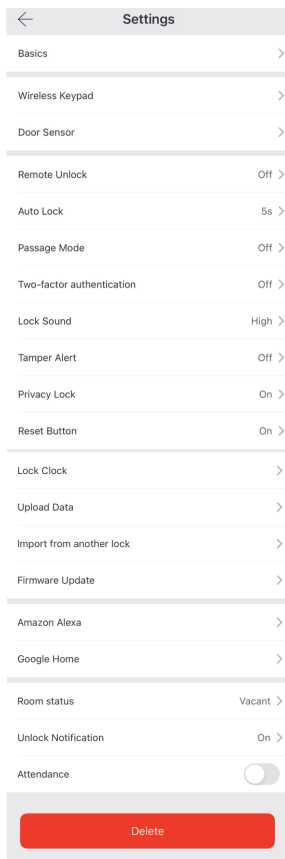 Settings
Basics
Wireless Keypad
Door Sensor
Remote Unlock Off
Auto Lock 5s
Passage Mode Off
Two-factor authentication Off
Lock Sound High
Tamper Alert Off
Privacy Lock On
Reset Button On
Lock Clock
Upload Data
Import from another lock
Firmware Update
Amazon Alexa
Google Home
Room status Vacant
Unlock Notification On
Attendance
Delete